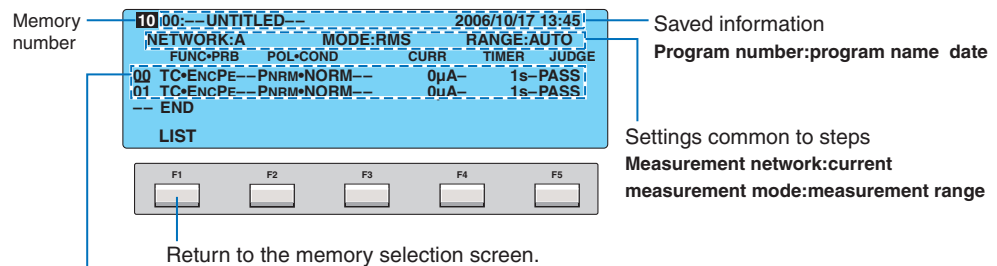 Memory number
10 00:−−UNTITLED−− 2006/10/17 13:45
NETWORK:A MODE:RMS RANGE:AUTO
FUNC•PRB POL•COND CURR TIMER JUDGE
00 TC•ENCPE−−PNRM•NORM−− 0µA− 1s−PASS
01 TC•ENCPE−−PNRM•NORM−− 0µA− 1s−PASS
−− END
LIST
F1 F2 F3 F4 F5
Return to the memory selection screen.
Saved information
Program number:program name date
Settings common to steps
Measurement network:current
measurement mode:measurement range